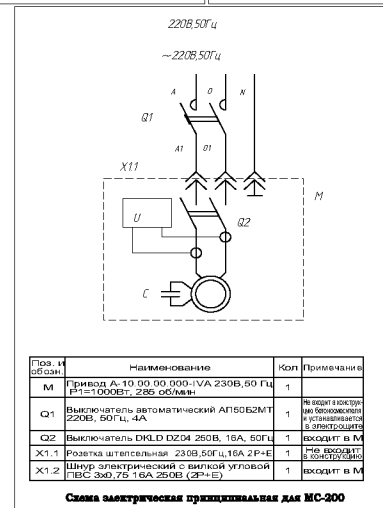 220В,50Гц
~220В,50Гц
A O N
Q1
A1 O1
X1.1
M
U
Q2
C
Поз. и обозн. Наименование Кол Примечание
M Привод А-10.00.00.000-IVA 230В,50 Гц Р1=1000Вт, 285 об/мин 1
Q1 Выключатель автоматический АП50Б2МТ 220В, 50Гц, 4А 1 Не входит в конструкцию бетоносмесителя и устанавливается в электрощите
Q2 Выключатель DKLD DZ04 250В, 16А, 50Гц 1 входит в М
X1.1 Розетка штепсельная 230В,50Гц,16А 2Р+Е 1 Не входит в конструкцию
X1.2 Шнур электрический с вилкой угловой ПВС 3х0,75 16А 250В (2Р+Е) 1 входит в М
Схема электрическая принципиальная для МС-200